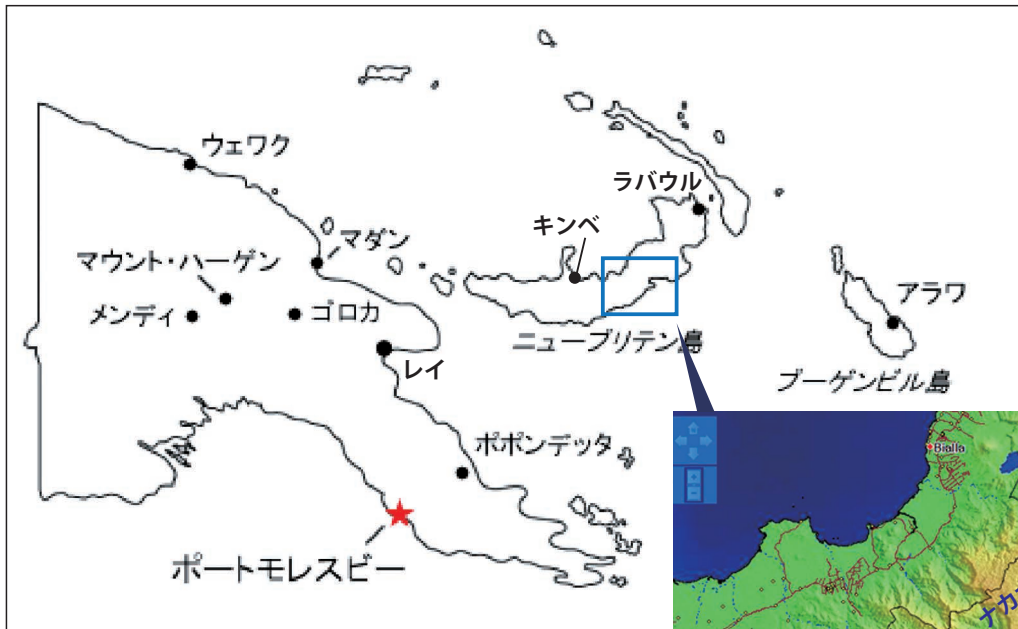 ウェワク
ラバウル
キンベ
マダン
マウント・ハーゲン
メンディ
ゴロカ
アラワ
ニューブリテン島
レイ
ブーゲンビル島
ポポンデッタ
Bialla
ポートモレスビー
ナカ